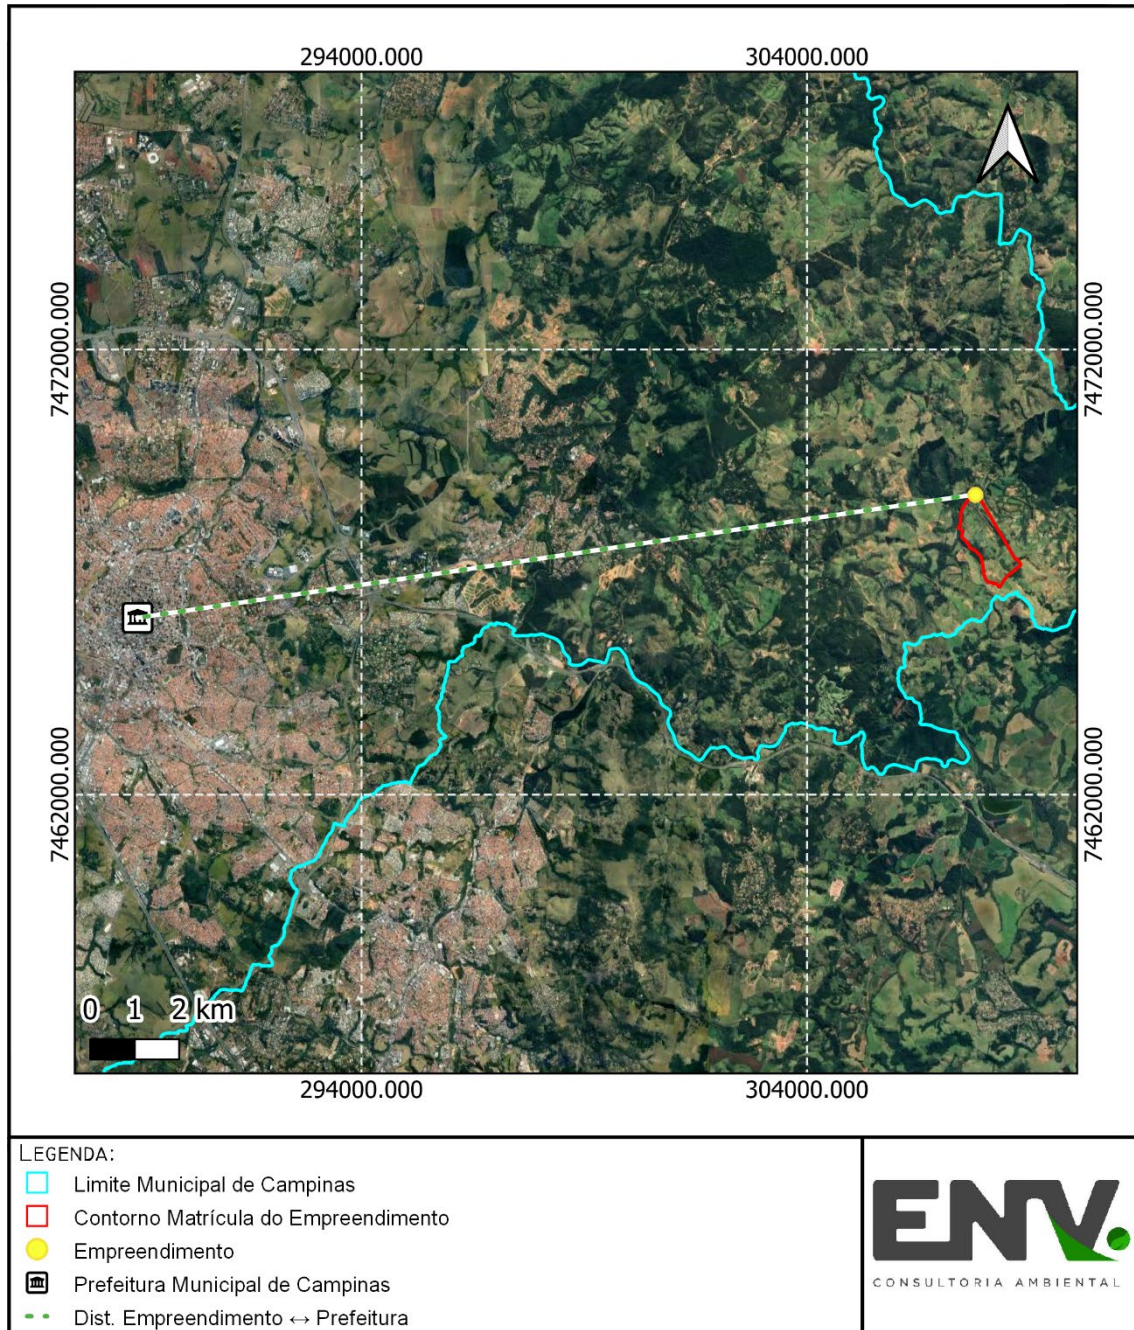 294000.000 304000.000
7472000.000 7472000.000
7462000.000 7462000.000
0 1 2 km
294000.000 304000.000
LEGENDA:
Limite Municipal de Campinas
Contorno Matrícula do Empreendimento
Empreendimento
Prefeitura Municipal de Campinas
Dist. Empreendimento ↔ Prefeitura
ENV.
CONSULTORIA AMBIENTAL